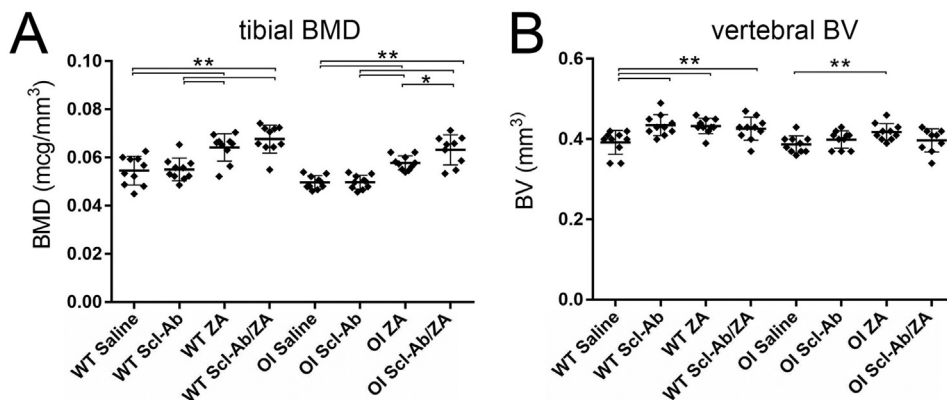 A tibial BMD
BMD (mcg/mm³)
0.10
0.08
0.06
0.04
0.02
0.00
** ** *
WT Saline
WT Scl-Ab
WT ZA
WT Scl-Ab/ZA
OI Saline
OI Scl-Ab
OI ZA
OI Scl-Ab/ZA
B vertebral BV
BV (mm³)
0.6
0.4
0.2
0.0
** **
WT Saline
WT Scl-Ab
WT ZA
WT Scl-Ab/ZA
OI Saline
OI Scl-Ab
OI ZA
OI Scl-Ab/ZA